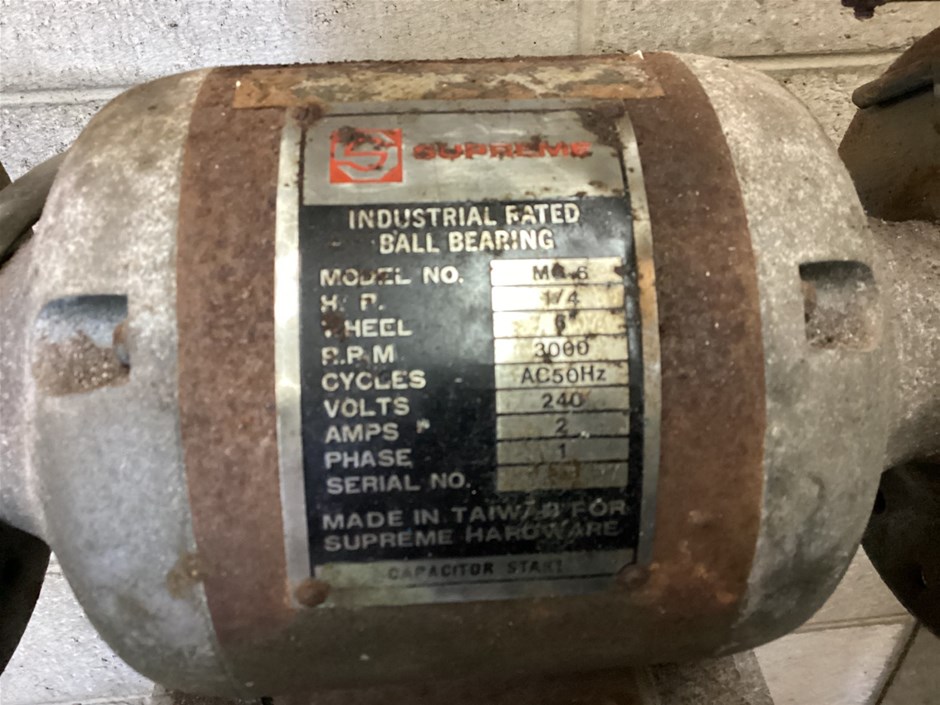 SUPREME
INDUSTRIAL RATED
BALL BEARING
MODEL NO.
H. P. 1/4
WHEEL 6"
R.P.M 3000
CYCLES AC50Hz
VOLTS 240
AMPS 2
PHASE 1
SERIAL NO.
MADE IN TAIWAN FOR
SUPREME HARDWARE
CAPACITOR START